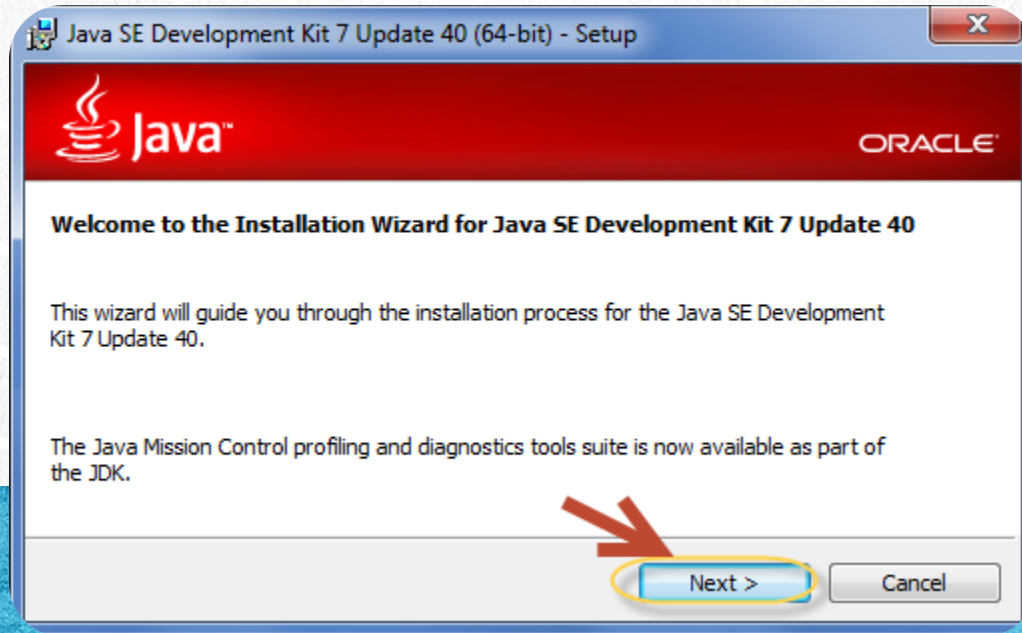 Java SE Development Kit 7 Update 40 (64-bit) - Setup
Java™
ORACLE®
Welcome to the Installation Wizard for Java SE Development Kit 7 Update 40
This wizard will guide you through the installation process for the Java SE Development
Kit 7 Update 40.
The Java Mission Control profiling and diagnostics tools suite is now available as part of
the JDK.
Next >
Cancel